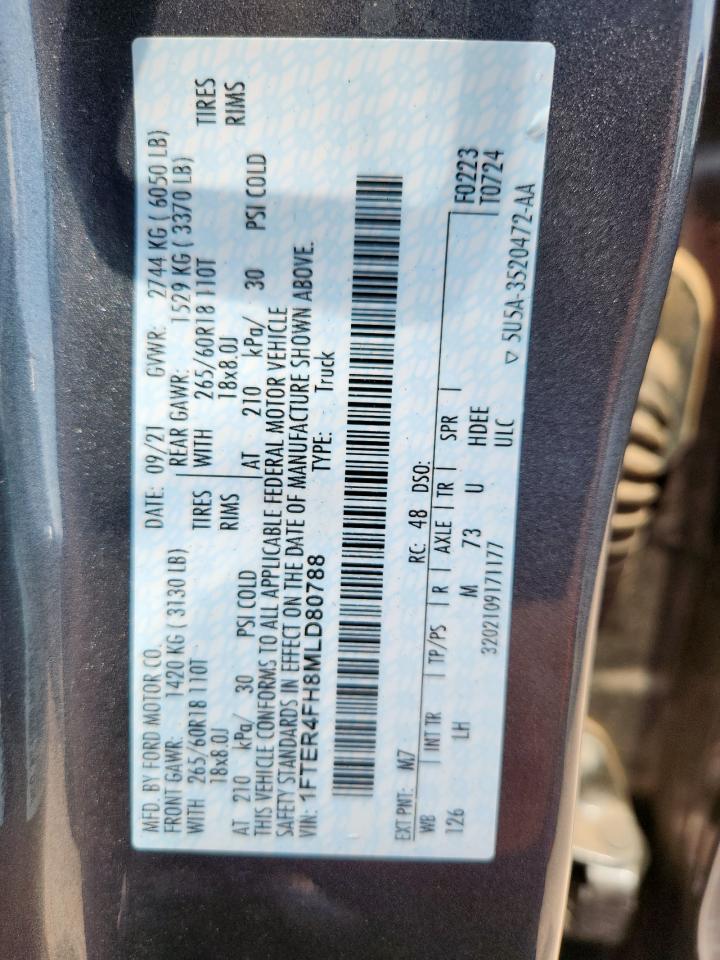 MFD. BY FORD MOTOR CO. DATE: 09/21 GVWR: 2744 KG ( 6050 LB)
FRONT GAWR: 1420 KG ( 3130 LB) REAR GAWR: 1529 KG ( 3370 LB)
WITH 265/60R18 110T TIRES WITH 265/60R18 110T TIRES
18x8.0J RIMS 18x8.0J RIMS
AT 210 kPa/ 30 PSI COLD AT 210 kPa/ 30 PSI COLD
THIS VEHICLE CONFORMS TO ALL APPLICABLE FEDERAL MOTOR VEHICLE
SAFETY STANDARDS IN EFFECT ON THE DATE OF MANUFACTURE SHOWN ABOVE.
VIN: 1FTER4FH8MLD80788 TYPE: Truck
EXT PNT: M7 RC: 48 DSO:
WB INT TR TP/PS R AXLE TR SPR F0223
126 LH M 73 U HDEE T0724
3202109171177 ULC
▽ 5U5A-3520472-AA